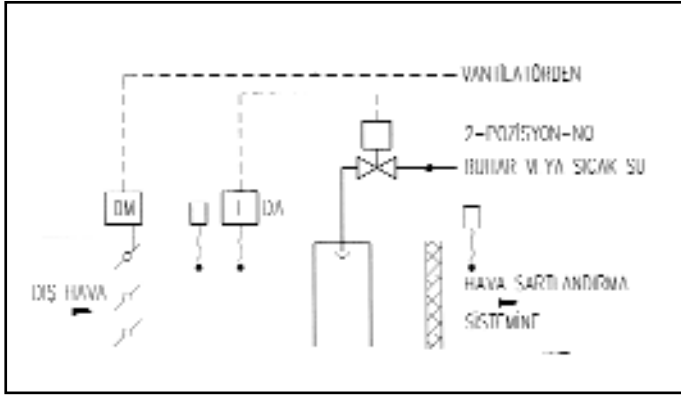 VANTİLATÖRDEN
2-POZİSYON-NO
BUHAR VEYA SICAK SU
DM
T
DA
DIŞ HAVA
HAVA ŞARTLANDIRMA
SİSTEMİNE